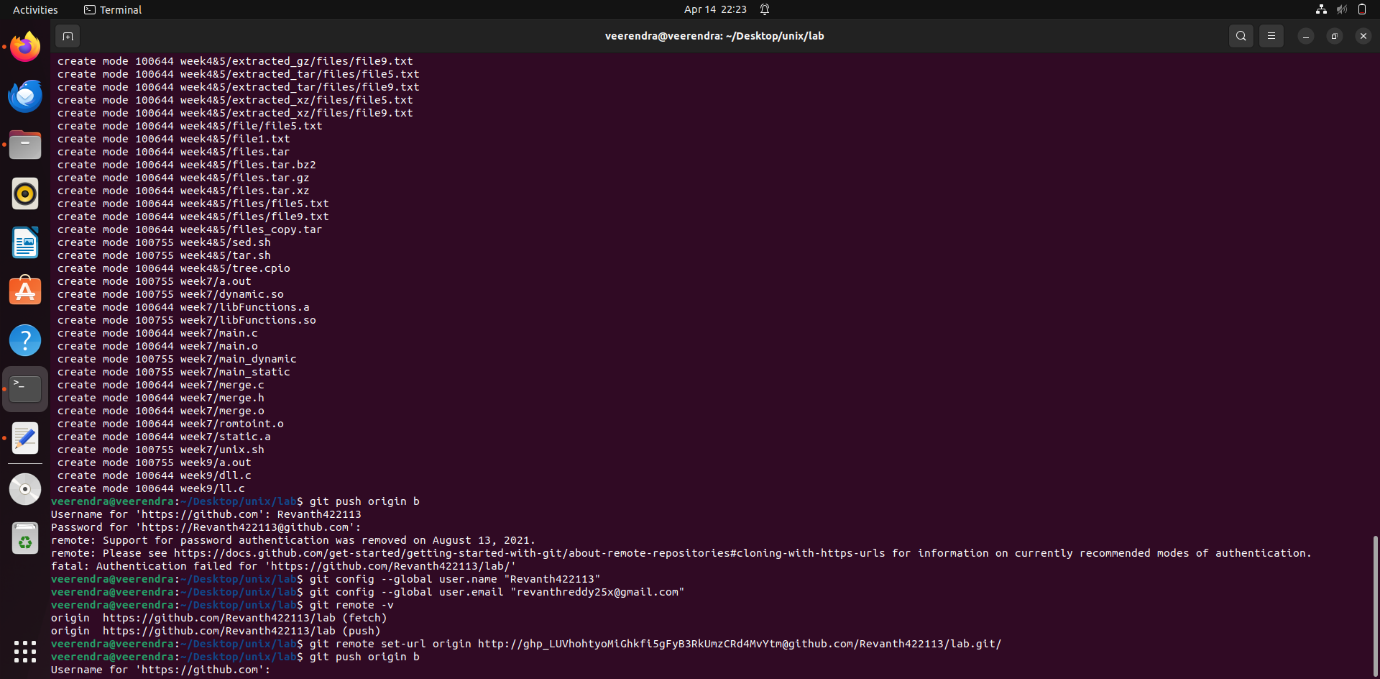 Activities
Terminal
Apr 14 22:23
veerendra@veerendra: ~/Desktop/unix/lab
create mode 100644 week4&5/extracted_gz/files/file9.txt
create mode 100644 week4&5/extracted_tar/files/file5.txt
create mode 100644 week4&5/extracted_tar/files/file9.txt
create mode 100644 week4&5/extracted_xz/files/file5.txt
create mode 100644 week4&5/extracted_xz/files/file9.txt
create mode 100644 week4&5/file/file5.txt
create mode 100644 week4&5/file1.txt
create mode 100644 week4&5/files.tar
create mode 100644 week4&5/files.tar.bz2
create mode 100644 week4&5/files.tar.gz
create mode 100644 week4&5/files.tar.xz
create mode 100644 week4&5/files/file5.txt
create mode 100644 week4&5/files/file9.txt
create mode 100644 week4&5/files_copy.tar
create mode 100755 week4&5/sed.sh
create mode 100755 week4&5/tar.sh
create mode 100644 week4&5/tree.cpio
create mode 100755 week7/a.out
create mode 100755 week7/dynamic.so
create mode 100644 week7/libFunctions.a
create mode 100755 week7/libFunctions.so
create mode 100644 week7/main.c
create mode 100644 week7/main.o
create mode 100755 week7/main_dynamic
create mode 100755 week7/main_static
create mode 100644 week7/merge.c
create mode 100644 week7/merge.h
create mode 100644 week7/merge.o
create mode 100644 week7/romtoint.o
create mode 100644 week7/static.a
create mode 100755 week7/unix.sh
create mode 100755 week9/a.out
create mode 100644 week9/dll.c
create mode 100644 week9/ll.c
veerendra@veerendra:~/Desktop/unix/lab$ git push origin b
Username for 'https://github.com': Revanth422113
Password for 'https://Revanth422113@github.com':
remote: Support for password authentication was removed on August 13, 2021.
remote: Please see https://docs.github.com/get-started/getting-started-with-git/about-remote-repositories#cloning-with-https-urls for information on currently recommended modes of authentication.
fatal: Authentication failed for 'https://github.com/Revanth422113/lab/'
veerendra@veerendra:~/Desktop/unix/lab$ git config --global user.name "Revanth422113"
veerendra@veerendra:~/Desktop/unix/lab$ git config --global user.email "revanthreddy25x@gmail.com"
veerendra@veerendra:~/Desktop/unix/lab$ git remote -v
origin https://github.com/Revanth422113/lab (fetch)
origin https://github.com/Revanth422113/lab (push)
veerendra@veerendra:~/Desktop/unix/lab$ git remote set-url origin http://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@github.com/Revanth422113/lab.git/
veerendra@veerendra:~/Desktop/unix/lab$ git push origin b
Username for 'https://github.com':